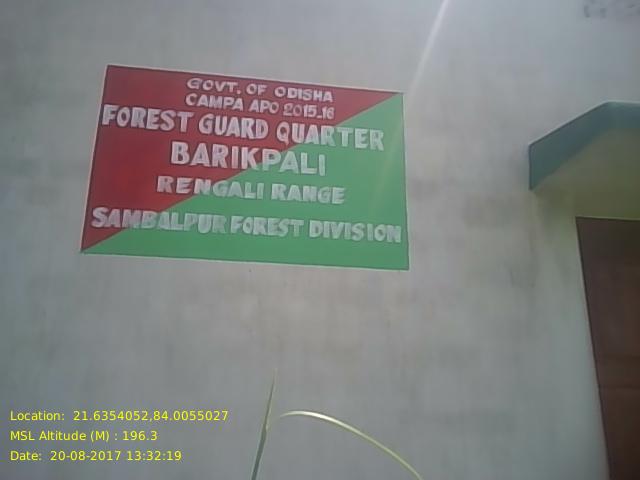 GOVT. OF ODISHA
CAMPA APO 2015-16
FOREST GUARD QUARTER
BARIKPALI
RENGALI RANGE
SAMBALPUR FOREST DIVISION
Location: 21.6354052,84.0055027
MSL Altitude (M) : 196.3
Date: 20-08-2017 13:32:19